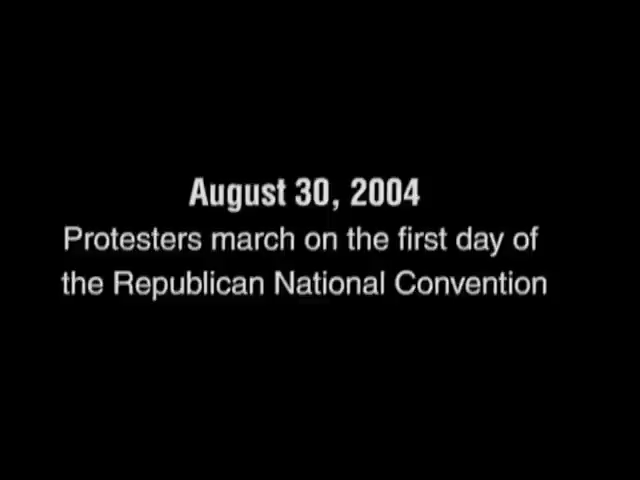 August 30, 2004
Protesters march on the first day of
the Republican National Convention